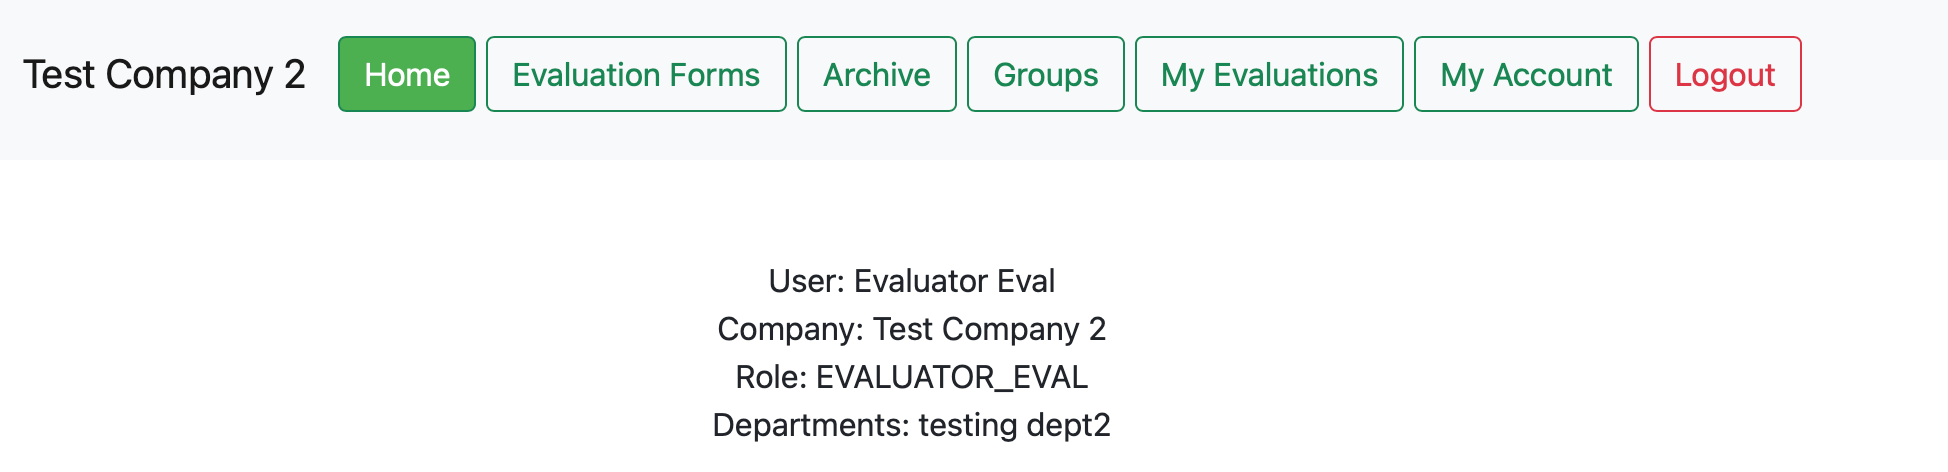 Test Company 2 Home Evaluation Forms Archive Groups My Evaluations My Account Logout
User: Evaluator Eval
Company: Test Company 2
Role: EVALUATOR_EVAL
Departments: testing dept2